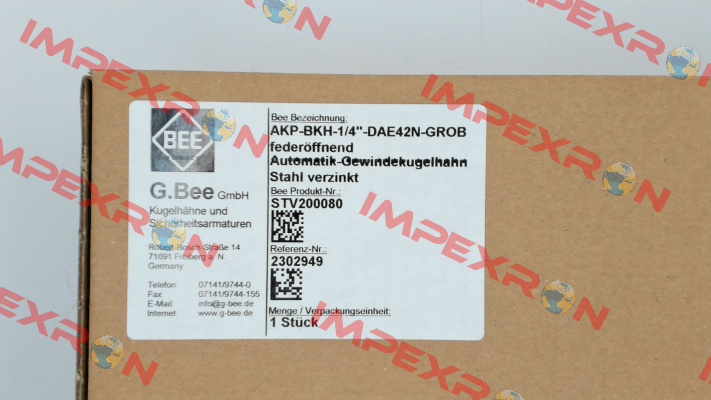 BEE
G.Bee GmbH
Kugelhähne und
Sicherheitsarmaturen
Robert-Bosch-Straße 14
71691 Freiberg a. N.
Germany
Telefon: 07141/9744-0
Fax: 07141/9744-155
E-Mail: info@g-bee.de
Internet: www.g-bee.de
Bee Bezeichnung:
AKP-BKH-1/4"-DAE42N-GROB
federöffnend
Automatik-Gewindekugelhahn
Stahl verzinkt
Bee Produkt-Nr.:
STV200080
Referenz-Nr.:
2302949
Menge / Verpackungseinheit:
1 Stück
IMPEXRON
IMPEXRON
IMPEXRON
IMPEXRON
IMPEXRON
IMPEXRON
IMPEXRON